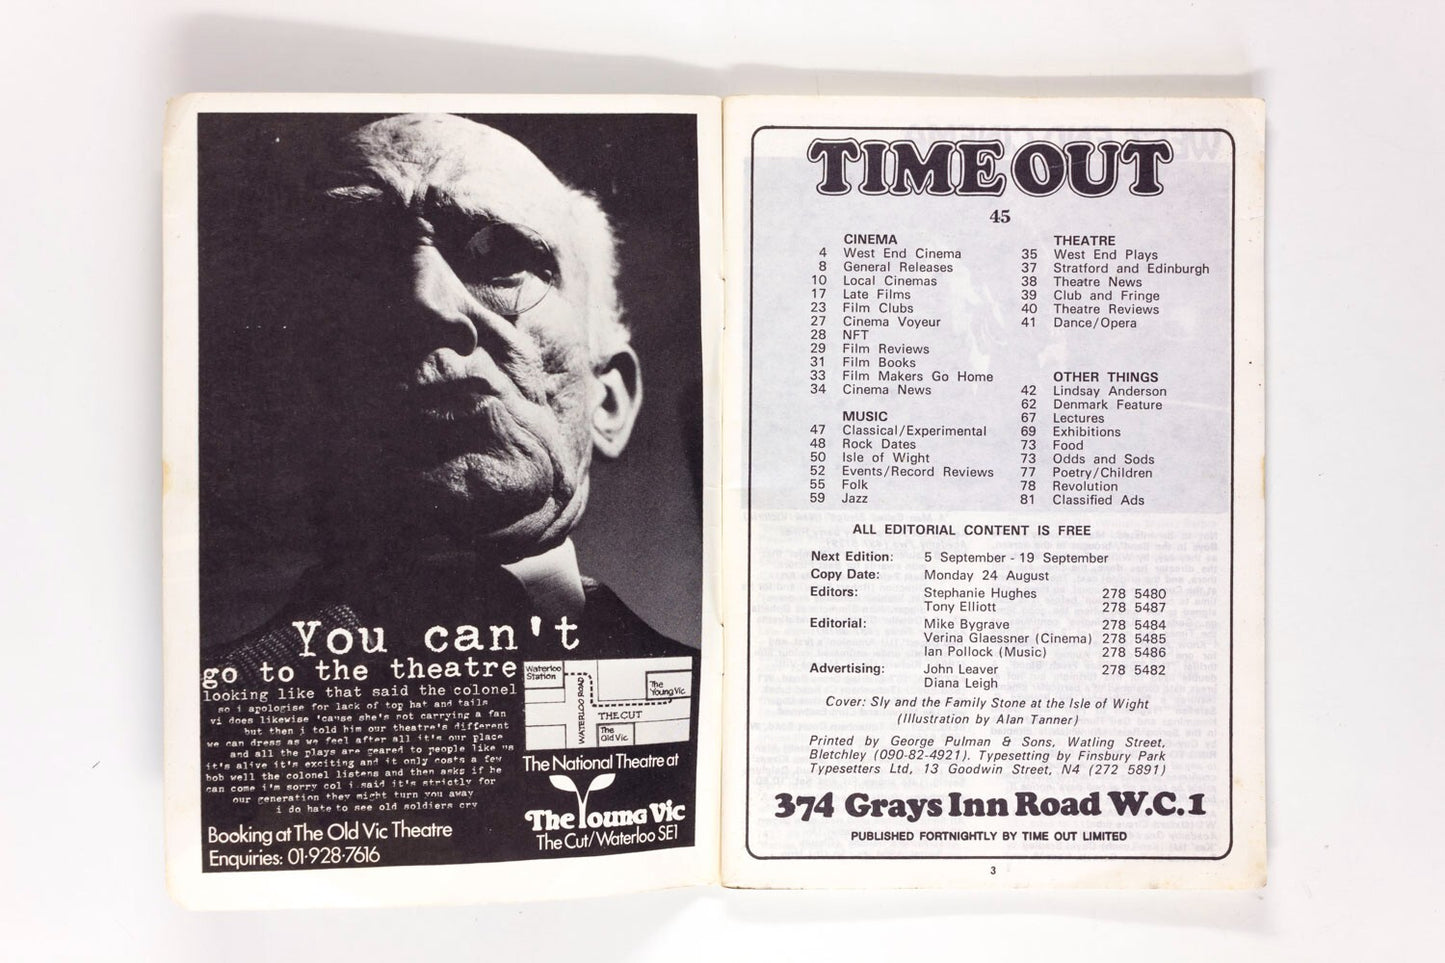 You can't
go to the theatre
looking like that said the colonel
so i apologise for lack of top hat and tails
vi does likewise 'cause she's not carrying a fan
but then i told him our theatre's different
we can dress as we feel after all it's our place
and all the plays are geared to people like us
it's alive it's exciting and it only costs a few
bob well the colonel listens and then asks if he
can come i'm sorry col i said it's strictly for
our generation they might turn you away
i do hate to see old soldiers cry
Booking at The Old Vic Theatre
Enquiries: 01·928·7616
Waterloo
Station
WATERLOO ROAD
The
Young Vic
THE CUT
The
Old Vic
The National Theatre at
The Young Vic
The Cut/Waterloo SE1
TIME OUT
45
CINEMA
4 West End Cinema
8 General Releases
10 Local Cinemas
17 Late Films
23 Film Clubs
27 Cinema Voyeur
28 NFT
29 Film Reviews
31 Film Books
33 Film Makers Go Home
34 Cinema News
MUSIC
47 Classical/Experimental
48 Rock Dates
50 Isle of Wight
52 Events/Record Reviews
55 Folk
59 Jazz
THEATRE
35 West End Plays
37 Stratford and Edinburgh
38 Theatre News
39 Club and Fringe
40 Theatre Reviews
41 Dance/Opera
OTHER THINGS
42 Lindsay Anderson
62 Denmark Feature
67 Lectures
69 Exhibitions
73 Food
73 Odds and Sods
77 Poetry/Children
78 Revolution
81 Classified Ads
ALL EDITORIAL CONTENT IS FREE
Next Edition: 5 September - 19 September
Copy Date: Monday 24 August
Editors: Stephanie Hughes 278 5480
Tony Elliott 278 5487
Editorial: Mike Bygrave 278 5484
Verina Glaessner (Cinema) 278 5485
Ian Pollock (Music) 278 5486
Advertising: John Leaver 278 5482
Diana Leigh
Cover: Sly and the Family Stone at the Isle of Wight
(Illustration by Alan Tanner)
Printed by George Pulman & Sons, Watling Street,
Bletchley (090-82-4921). Typesetting by Finsbury Park
Typesetters Ltd, 13 Goodwin Street, N4 (272 5891)
374 Grays Inn Road W.C.1
PUBLISHED FORTNIGHTLY BY TIME OUT LIMITED
3